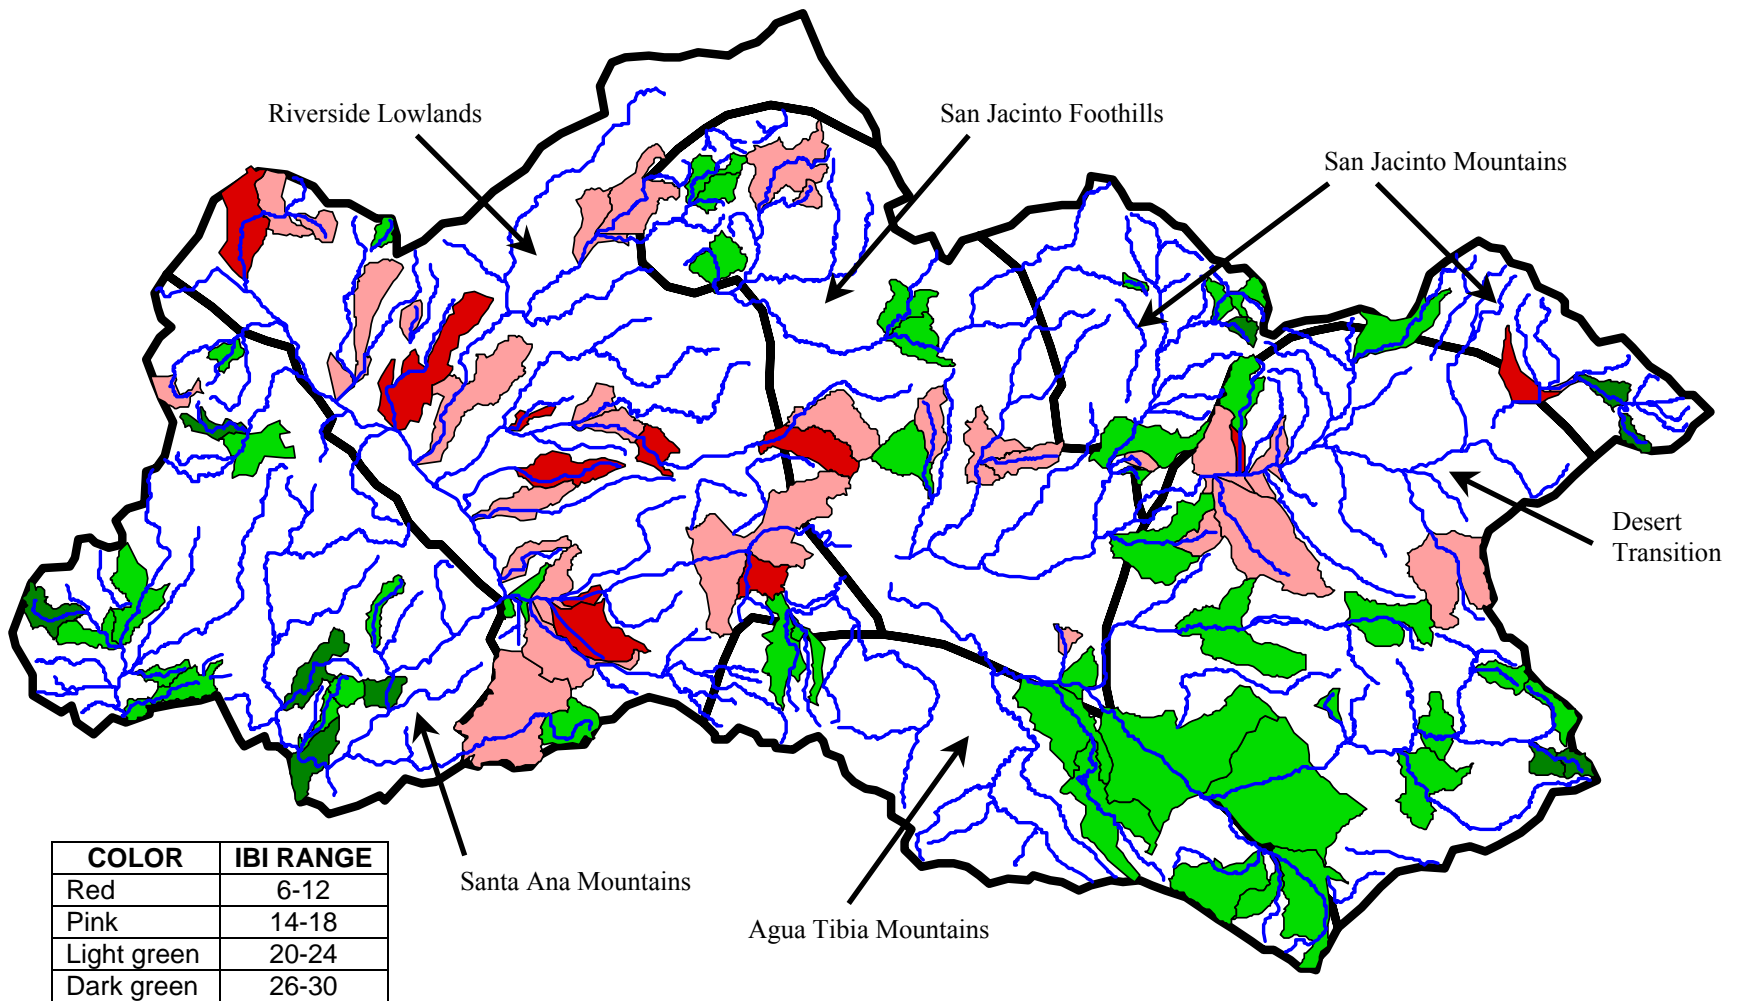 Riverside Lowlands
San Jacinto Foothills
San Jacinto Mountains
Desert
Transition
Santa Ana Mountains
Agua Tibia Mountains
COLOR IBI RANGE
Red 6-12
Pink 14-18
Light green 20-24
Dark green 26-30